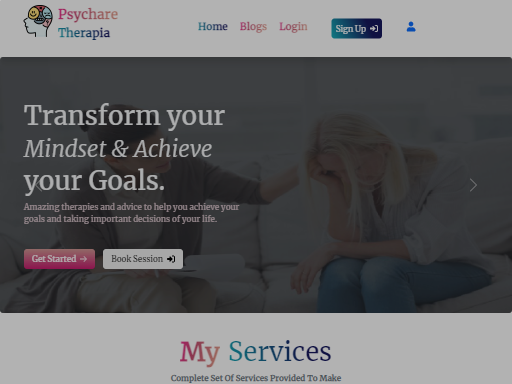 Psychare
Therapia
Home Blogs Login Sign Up
Transform your
Mindset & Achieve
your Goals.
Amazing therapies and advice to help you achieve your
goals and taking important decisions of your life.
Get Started Book Session
My Services
Complete Set Of Services Provided To Make